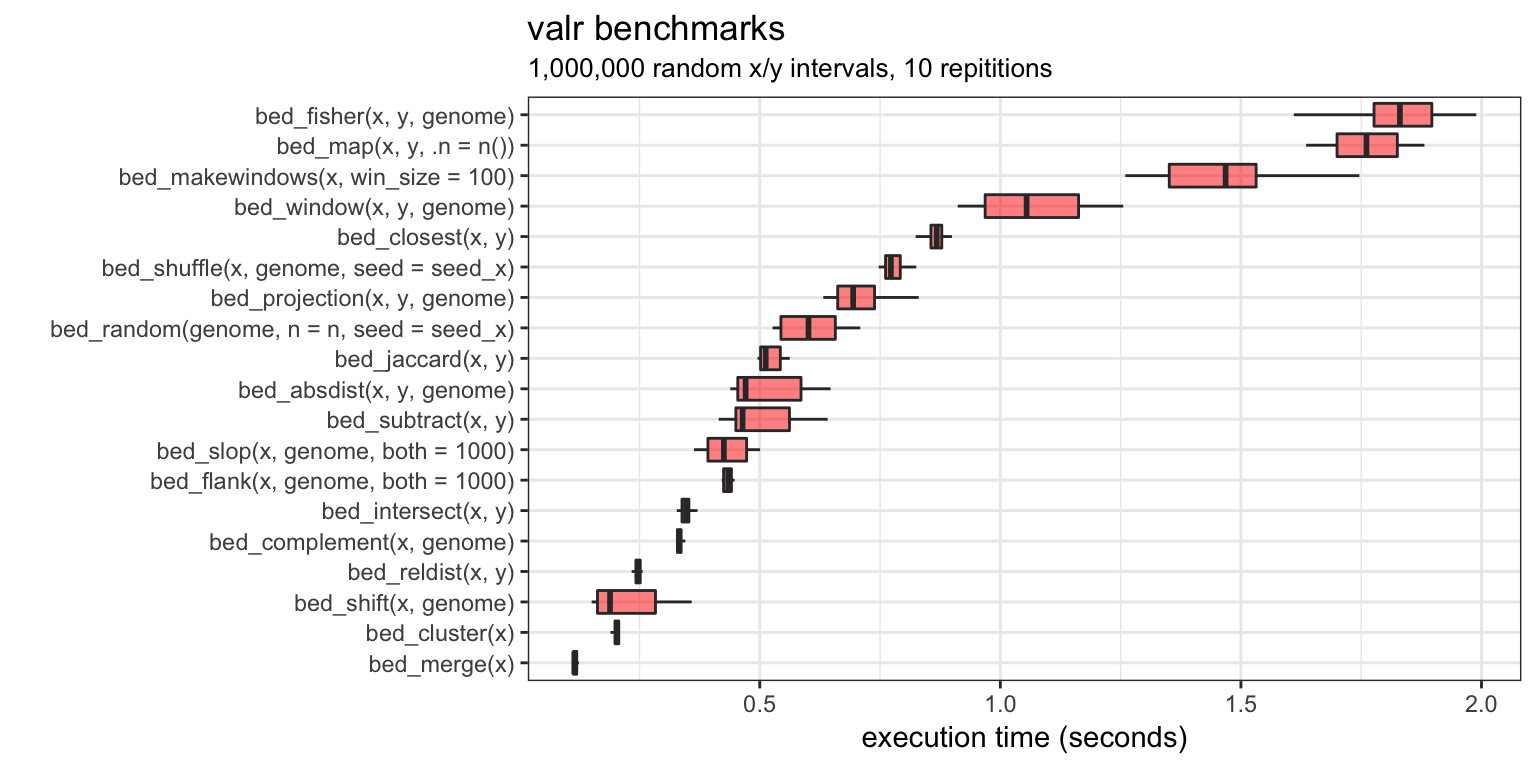 valr benchmarks
1,000,000 random x/y intervals, 10 repititions
bed_fisher(x, y, genome)
bed_map(x, y, .n = n())
bed_makewindows(x, win_size = 100)
bed_window(x, y, genome)
bed_closest(x, y)
bed_shuffle(x, genome, seed = seed_x)
bed_projection(x, y, genome)
bed_random(genome, n = n, seed = seed_x)
bed_jaccard(x, y)
bed_absdist(x, y, genome)
bed_subtract(x, y)
bed_slop(x, genome, both = 1000)
bed_flank(x, genome, both = 1000)
bed_intersect(x, y)
bed_complement(x, genome)
bed_reldist(x, y)
bed_shift(x, genome)
bed_cluster(x)
bed_merge(x)
0.5 1.0 1.5 2.0
execution time (seconds)